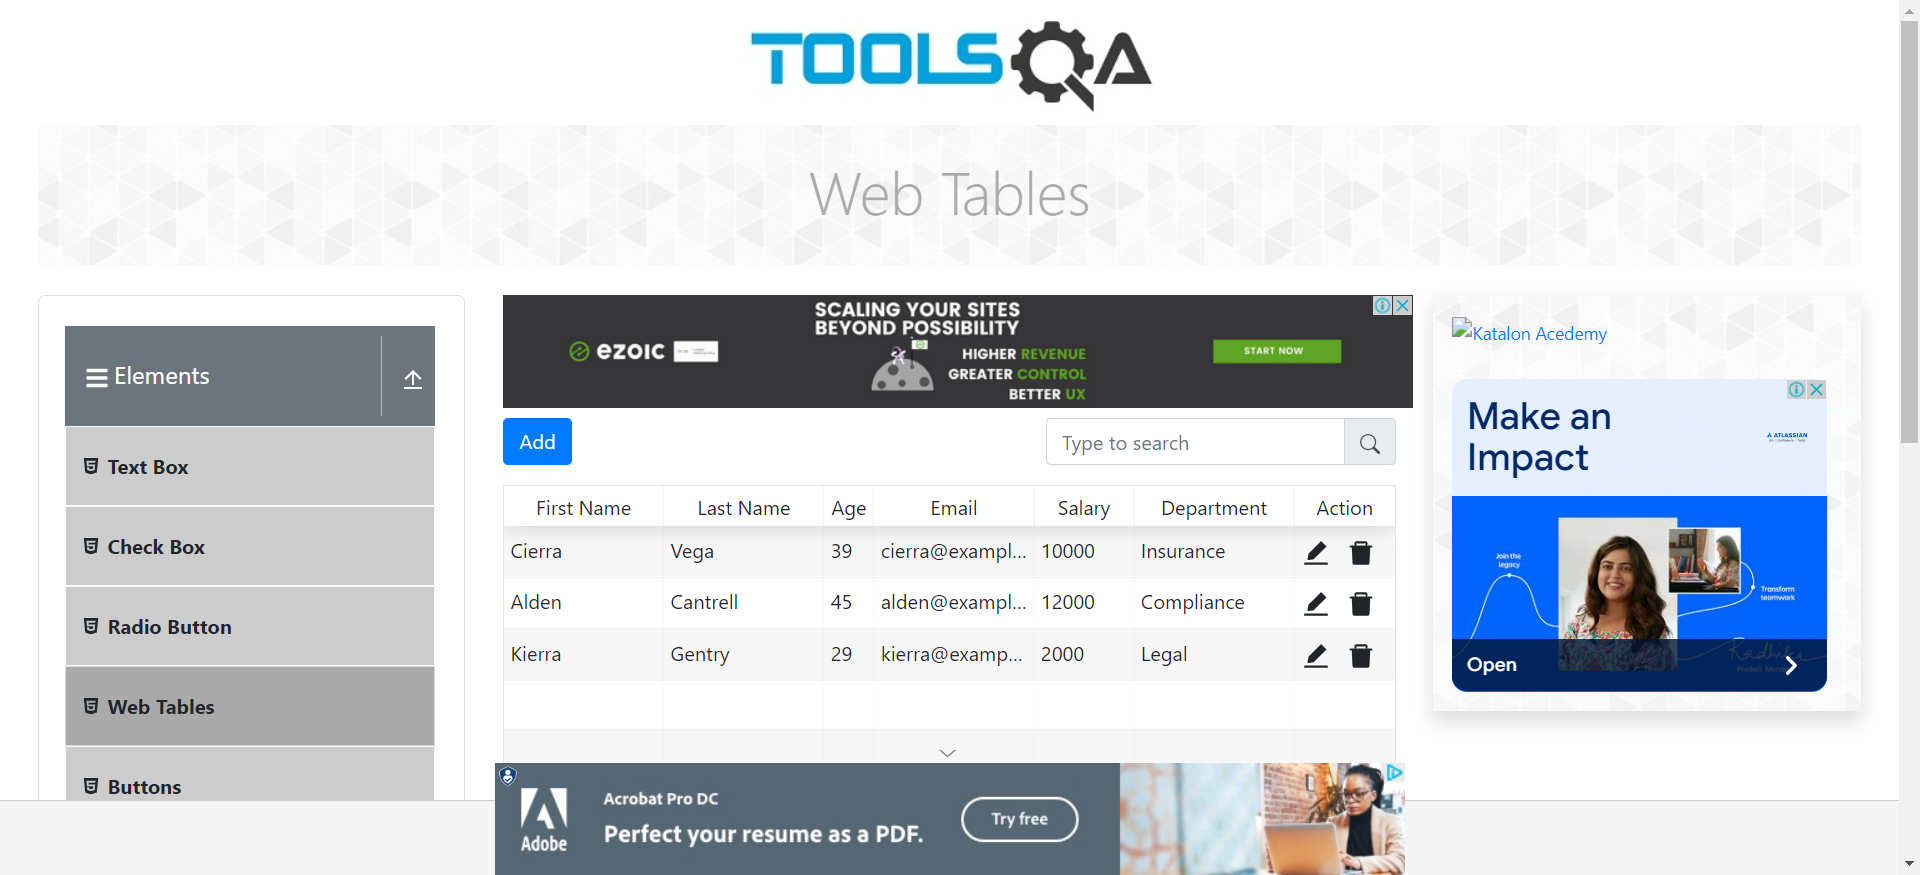 TOOLSQA
Web Tables
Elements
Text Box
Check Box
Radio Button
Web Tables
Buttons
SCALING YOUR SITES
BEYOND POSSIBILITY
ezoic
HIGHER REVENUE
GREATER CONTROL
BETTER UX
START NOW
Add
Type to search
First Name Last Name Age Email Salary Department Action
Cierra Vega 39 cierra@exampl... 10000 Insurance
Alden Cantrell 45 alden@exampl... 12000 Compliance
Kierra Gentry 29 kierra@examp... 2000 Legal
Adobe
Acrobat Pro DC
Perfect your resume as a PDF.
Try free
Katalon Acedemy
Make an
Impact
ATLASSIAN
Join the
legacy
Transform
teamwork
Radhika
Open